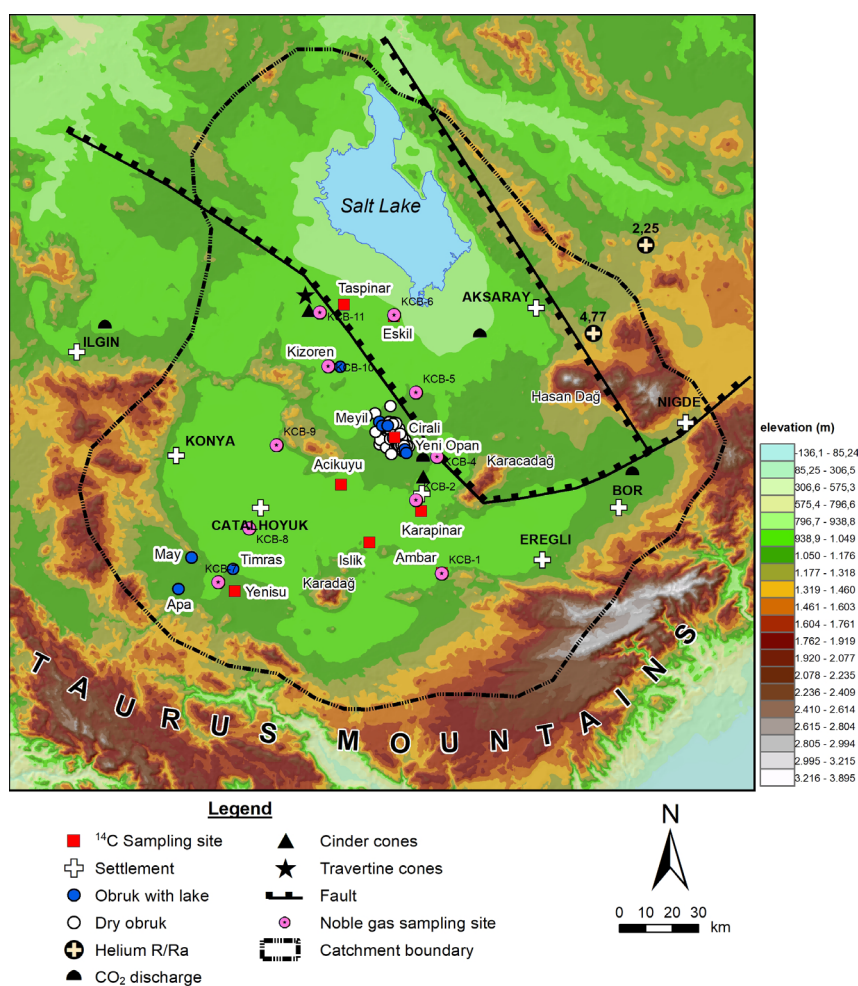 Salt Lake
2,25
Taspinar
KCB-6
AKSARAY
4,77
KCB-11
Eskil
ILGIN
Kizoren
KCB-10
KCB-5
Hasan Dağ
NIGDE
Meyil
Cirali
KONYA
KCB-9
Yeni Opan
KCB-4
Karacadağ
Acikuyu
KCB-2
BOR
CATALHOYUK
Karapinar
KCB-8
EREGLI
May
Timras
Islik
Ambar
KCB-1
KCB-7
Karadağ
Apa
Yenisu
TAURUS MOUNTAINS
elevation (m)
-136,1 - 85,24
85,25 - 306,5
306,6 - 575,3
575,4 - 796,6
796,7 - 938,8
938,9 - 1.049
1.050 - 1.176
1.177 - 1.318
1.319 - 1.460
1.461 - 1.603
1.604 - 1.761
1.762 - 1.919
1.920 - 2.077
2.078 - 2.235
2.236 - 2.409
2.410 - 2.614
2.615 - 2.804
2.805 - 2.994
2.995 - 3.215
3.216 - 3.895
Legend
¹⁴C Sampling site
Settlement
Obruk with lake
Dry obruk
Helium R/Ra
CO₂ discharge
Cinder cones
Travertine cones
Fault
Noble gas sampling site
Catchment boundary
N
0 10 20 30
km